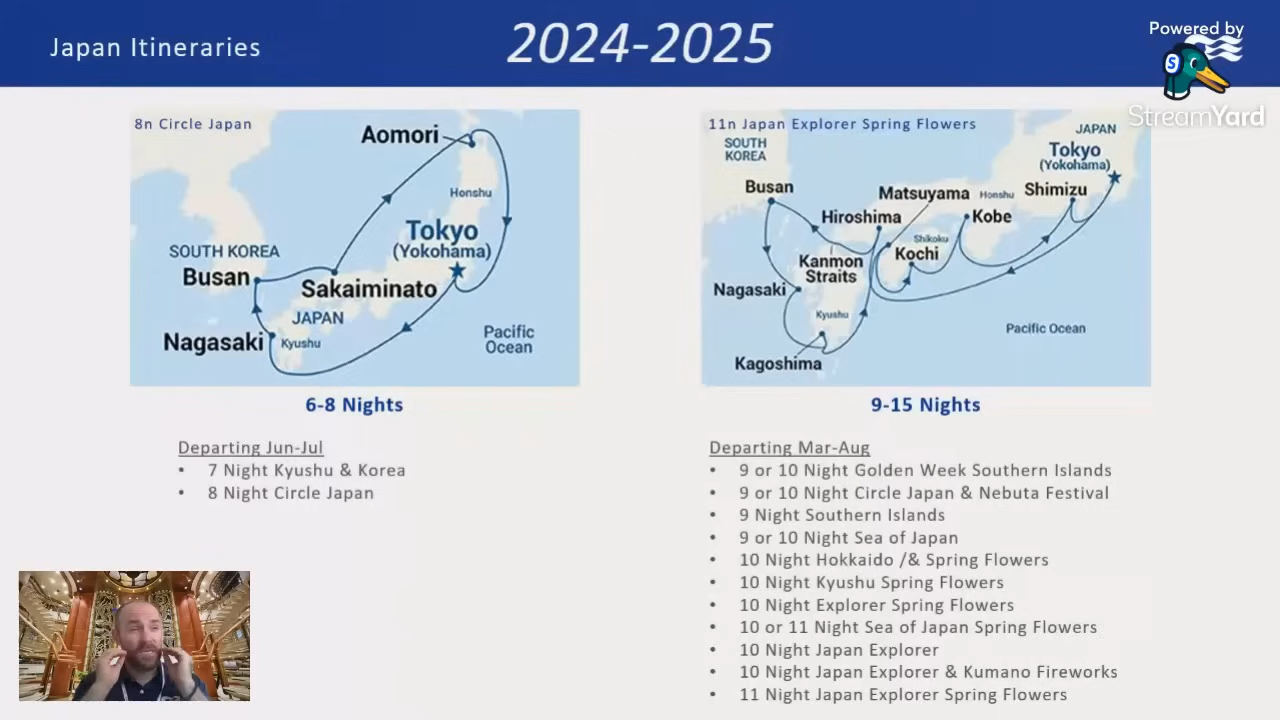 Japan Itineraries
2024-2025
Powered by
S
StreamYard
8n Circle Japan
Aomori
Honshu
Tokyo
(Yokohama)
SOUTH KOREA
Busan
Sakaiminato
JAPAN
Nagasaki
Kyushu
Pacific
Ocean
6-8 Nights
Departing Jun-Jul
• 7 Night Kyushu & Korea
• 8 Night Circle Japan
11n Japan Explorer Spring Flowers
JAPAN
SOUTH
KOREA
Tokyo
(Yokohama)
Busan
Matsuyama
Honshu
Shimizu
Hiroshima
Kobe
Shikoku
Kochi
Kanmon
Straits
Nagasaki
Kyushu
Pacific Ocean
Kagoshima
9-15 Nights
Departing Mar-Aug
• 9 or 10 Night Golden Week Southern Islands
• 9 or 10 Night Circle Japan & Nebuta Festival
• 9 Night Southern Islands
• 9 or 10 Night Sea of Japan
• 10 Night Hokkaido /& Spring Flowers
• 10 Night Kyushu Spring Flowers
• 10 Night Explorer Spring Flowers
• 10 or 11 Night Sea of Japan Spring Flowers
• 10 Night Japan Explorer
• 10 Night Japan Explorer & Kumano Fireworks
• 11 Night Japan Explorer Spring Flowers